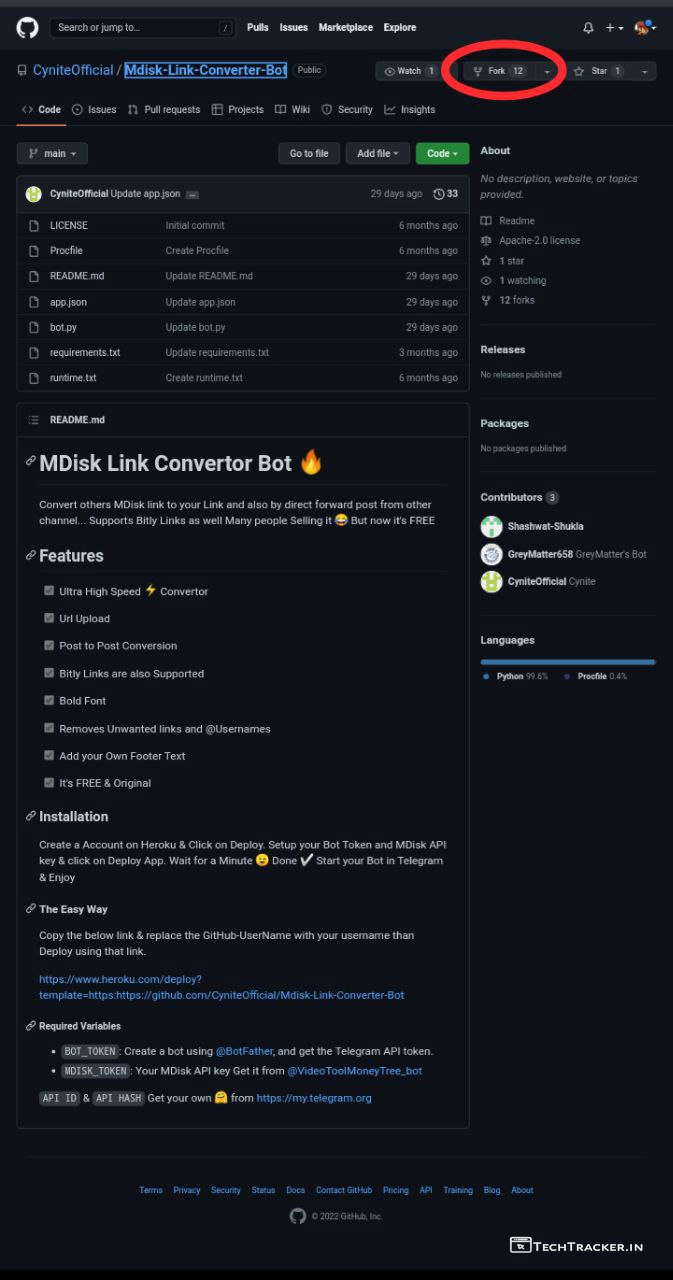 Search or jump to… /
Pulls Issues Marketplace Explore
CyniteOfficial / Mdisk-Link-Converter-Bot Public
Watch 1 Fork 12 Star 1
Code Issues Pull requests Projects Wiki Security Insights
main Go to file Add file Code
CyniteOfficial Update app.json ... 29 days ago 33
LICENSE Initial commit 6 months ago
Procfile Create Procfile 6 months ago
README.md Update README.md 29 days ago
app.json Update app.json 29 days ago
bot.py Update bot.py 29 days ago
requirements.txt Update requirements.txt 3 months ago
runtime.txt Create runtime.txt 6 months ago
About
No description, website, or topics
provided.
Readme
Apache-2.0 license
1 star
1 watching
12 forks
Releases
No releases published
Packages
No packages published
Contributors 3
Shashwat-Shukla
GreyMatter658 GreyMatter's Bot
CyniteOfficial Cynite
Languages
Python 99.6% Procfile 0.4%
README.md
MDisk Link Convertor Bot 🔥
Convert others MDisk link to your Link and also by direct forward post from other
channel... Supports Bitly Links as well Many people Selling it 😂 But now it's FREE
Features
Ultra High Speed ⚡ Convertor
Url Upload
Post to Post Conversion
Bitly Links are also Supported
Bold Font
Removes Unwanted links and @Usernames
Add your Own Footer Text
It's FREE & Original
Installation
Create a Account on Heroku & Click on Deploy. Setup your Bot Token and MDisk API
key & click on Deploy App. Wait for a Minute 😉 Done ✔ Start your Bot in Telegram
& Enjoy
The Easy Way
Copy the below link & replace the GitHub-UserName with your username than
Deploy using that link.
https://www.heroku.com/deploy?
template=https:https://github.com/CyniteOfficial/Mdisk-Link-Converter-Bot
Required Variables
• BOT_TOKEN: Create a bot using @BotFather, and get the Telegram API token.
• MDISK_TOKEN: Your MDisk API key Get it from @VideoToolMoneyTree_bot
API ID & API HASH Get your own 🤗 from https://my.telegram.org
Terms Privacy Security Status Docs Contact GitHub Pricing API Training Blog About
© 2022 GitHub, Inc.
TECHTRACKER.IN